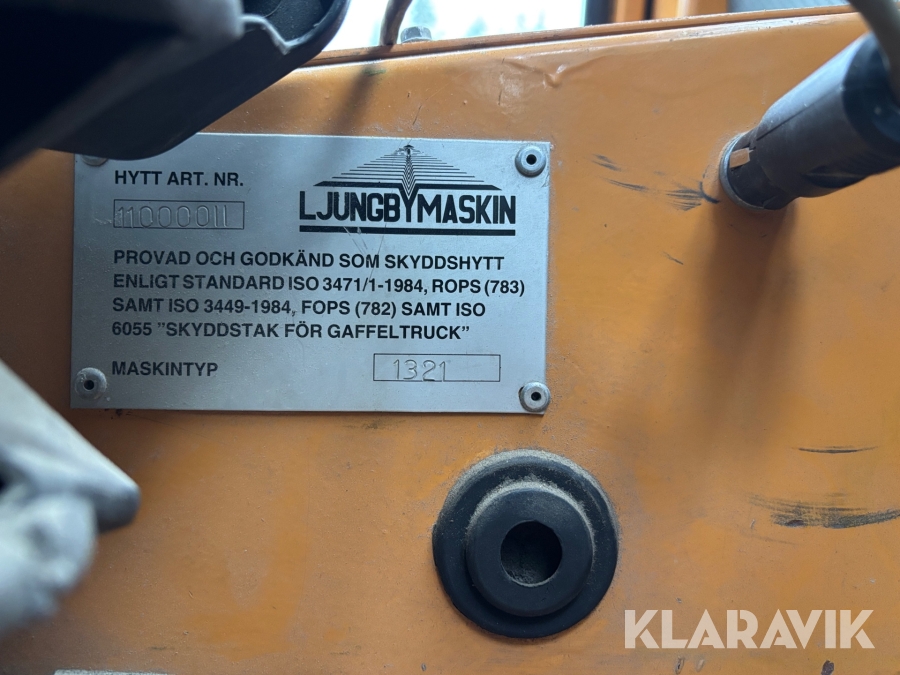 HYTT ART. NR.
11000011
LJUNGBYMASKIN
PROVAD OCH GODKÄND SOM SKYDDSHYTT
ENLIGT STANDARD ISO 3471/1-1984, ROPS (783)
SAMT ISO 3449-1984, FOPS (782) SAMT ISO
6055 "SKYDDSTAK FÖR GAFFELTRUCK"
MASKINTYP
1321
KLARAVIK